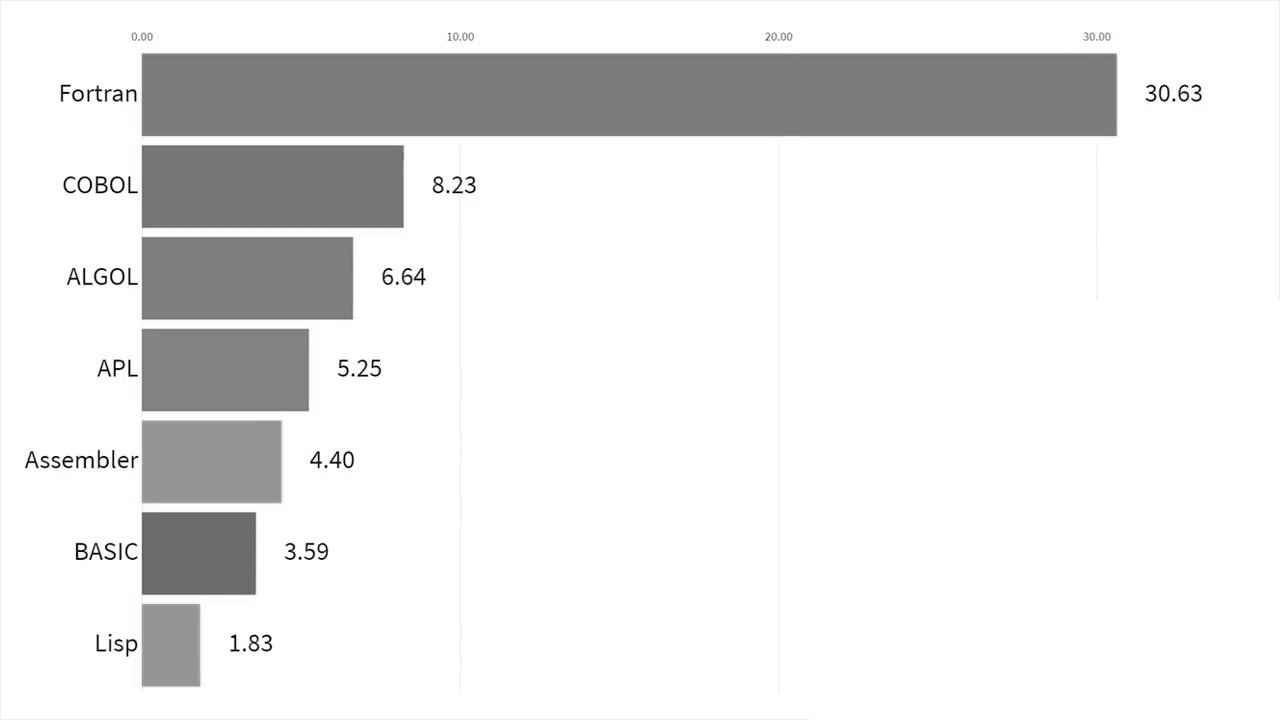 0.00 10.00 20.00 30.00
Fortran 30.63
COBOL 8.23
ALGOL 6.64
APL 5.25
Assembler 4.40
BASIC 3.59
Lisp 1.83